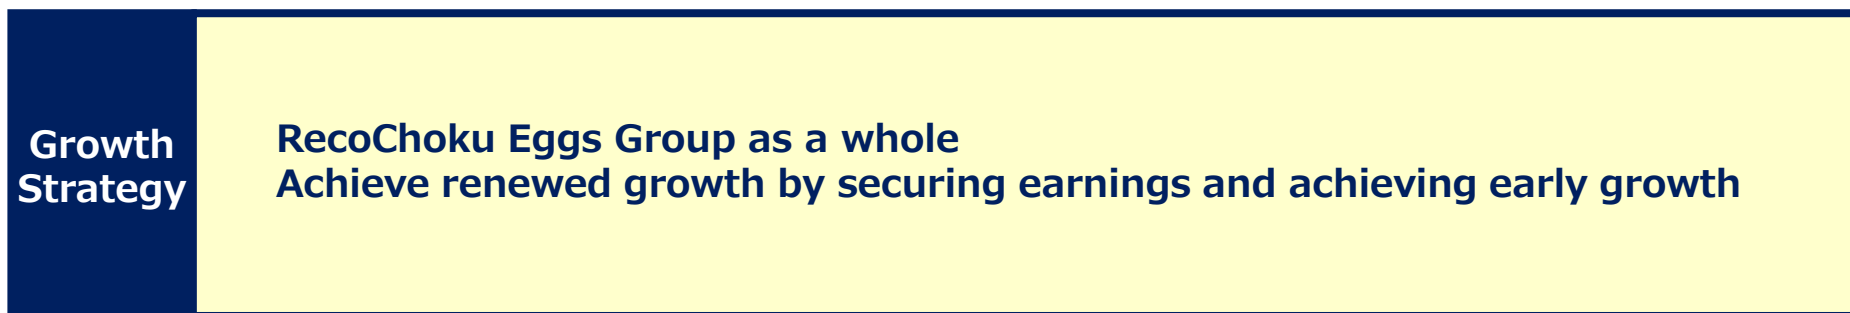 Growth
Strategy
RecoChoku Eggs Group as a whole
Achieve renewed growth by securing earnings and achieving early growth